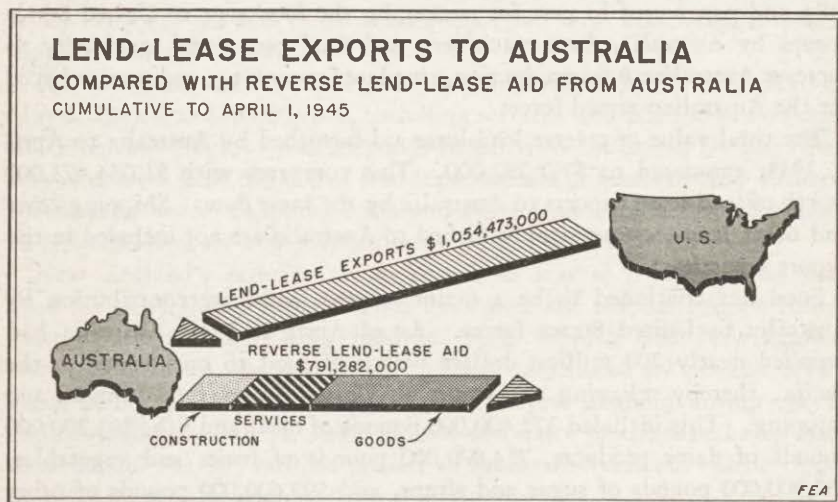 LEND-LEASE EXPORTS TO AUSTRALIA
COMPARED WITH REVERSE LEND-LEASE AID FROM AUSTRALIA
CUMULATIVE TO APRIL 1, 1945
LEND-LEASE EXPORTS $1,054,473,000
U.S.
AUSTRALIA
REVERSE LEND-LEASE AID
$791,282,000
SERVICES
CONSTRUCTION
GOODS
FEA